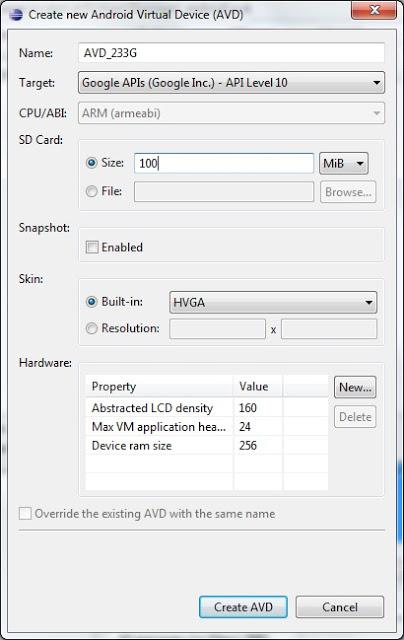 Create new Android Virtual Device (AVD)
Name: AVD_233G
Target: Google APIs (Google Inc.) - API Level 10
CPU/ABI: ARM (armeabi)
SD Card:
Size: 100 MiB
File: Browse...
Snapshot:
Enabled
Skin:
Built-in: HVGA
Resolution: x
Hardware:
Property Value New...
Abstracted LCD density 160
Delete
Max VM application hea... 24
Device ram size 256
Override the existing AVD with the same name
Create AVD Cancel